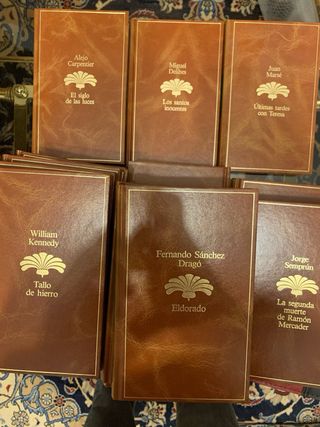 Alejo
Carpentier
El siglo
de las luces
Miguel
Delibes
Los santos
inocentes
Juan
Marsé
Últimas tardes
con Teresa
William
Kennedy
Tallo
de hierro
Fernando Sánchez
Dragó
Eldorado
Jorge
Semprún
La segunda
muerte
de Ramón
Mercader